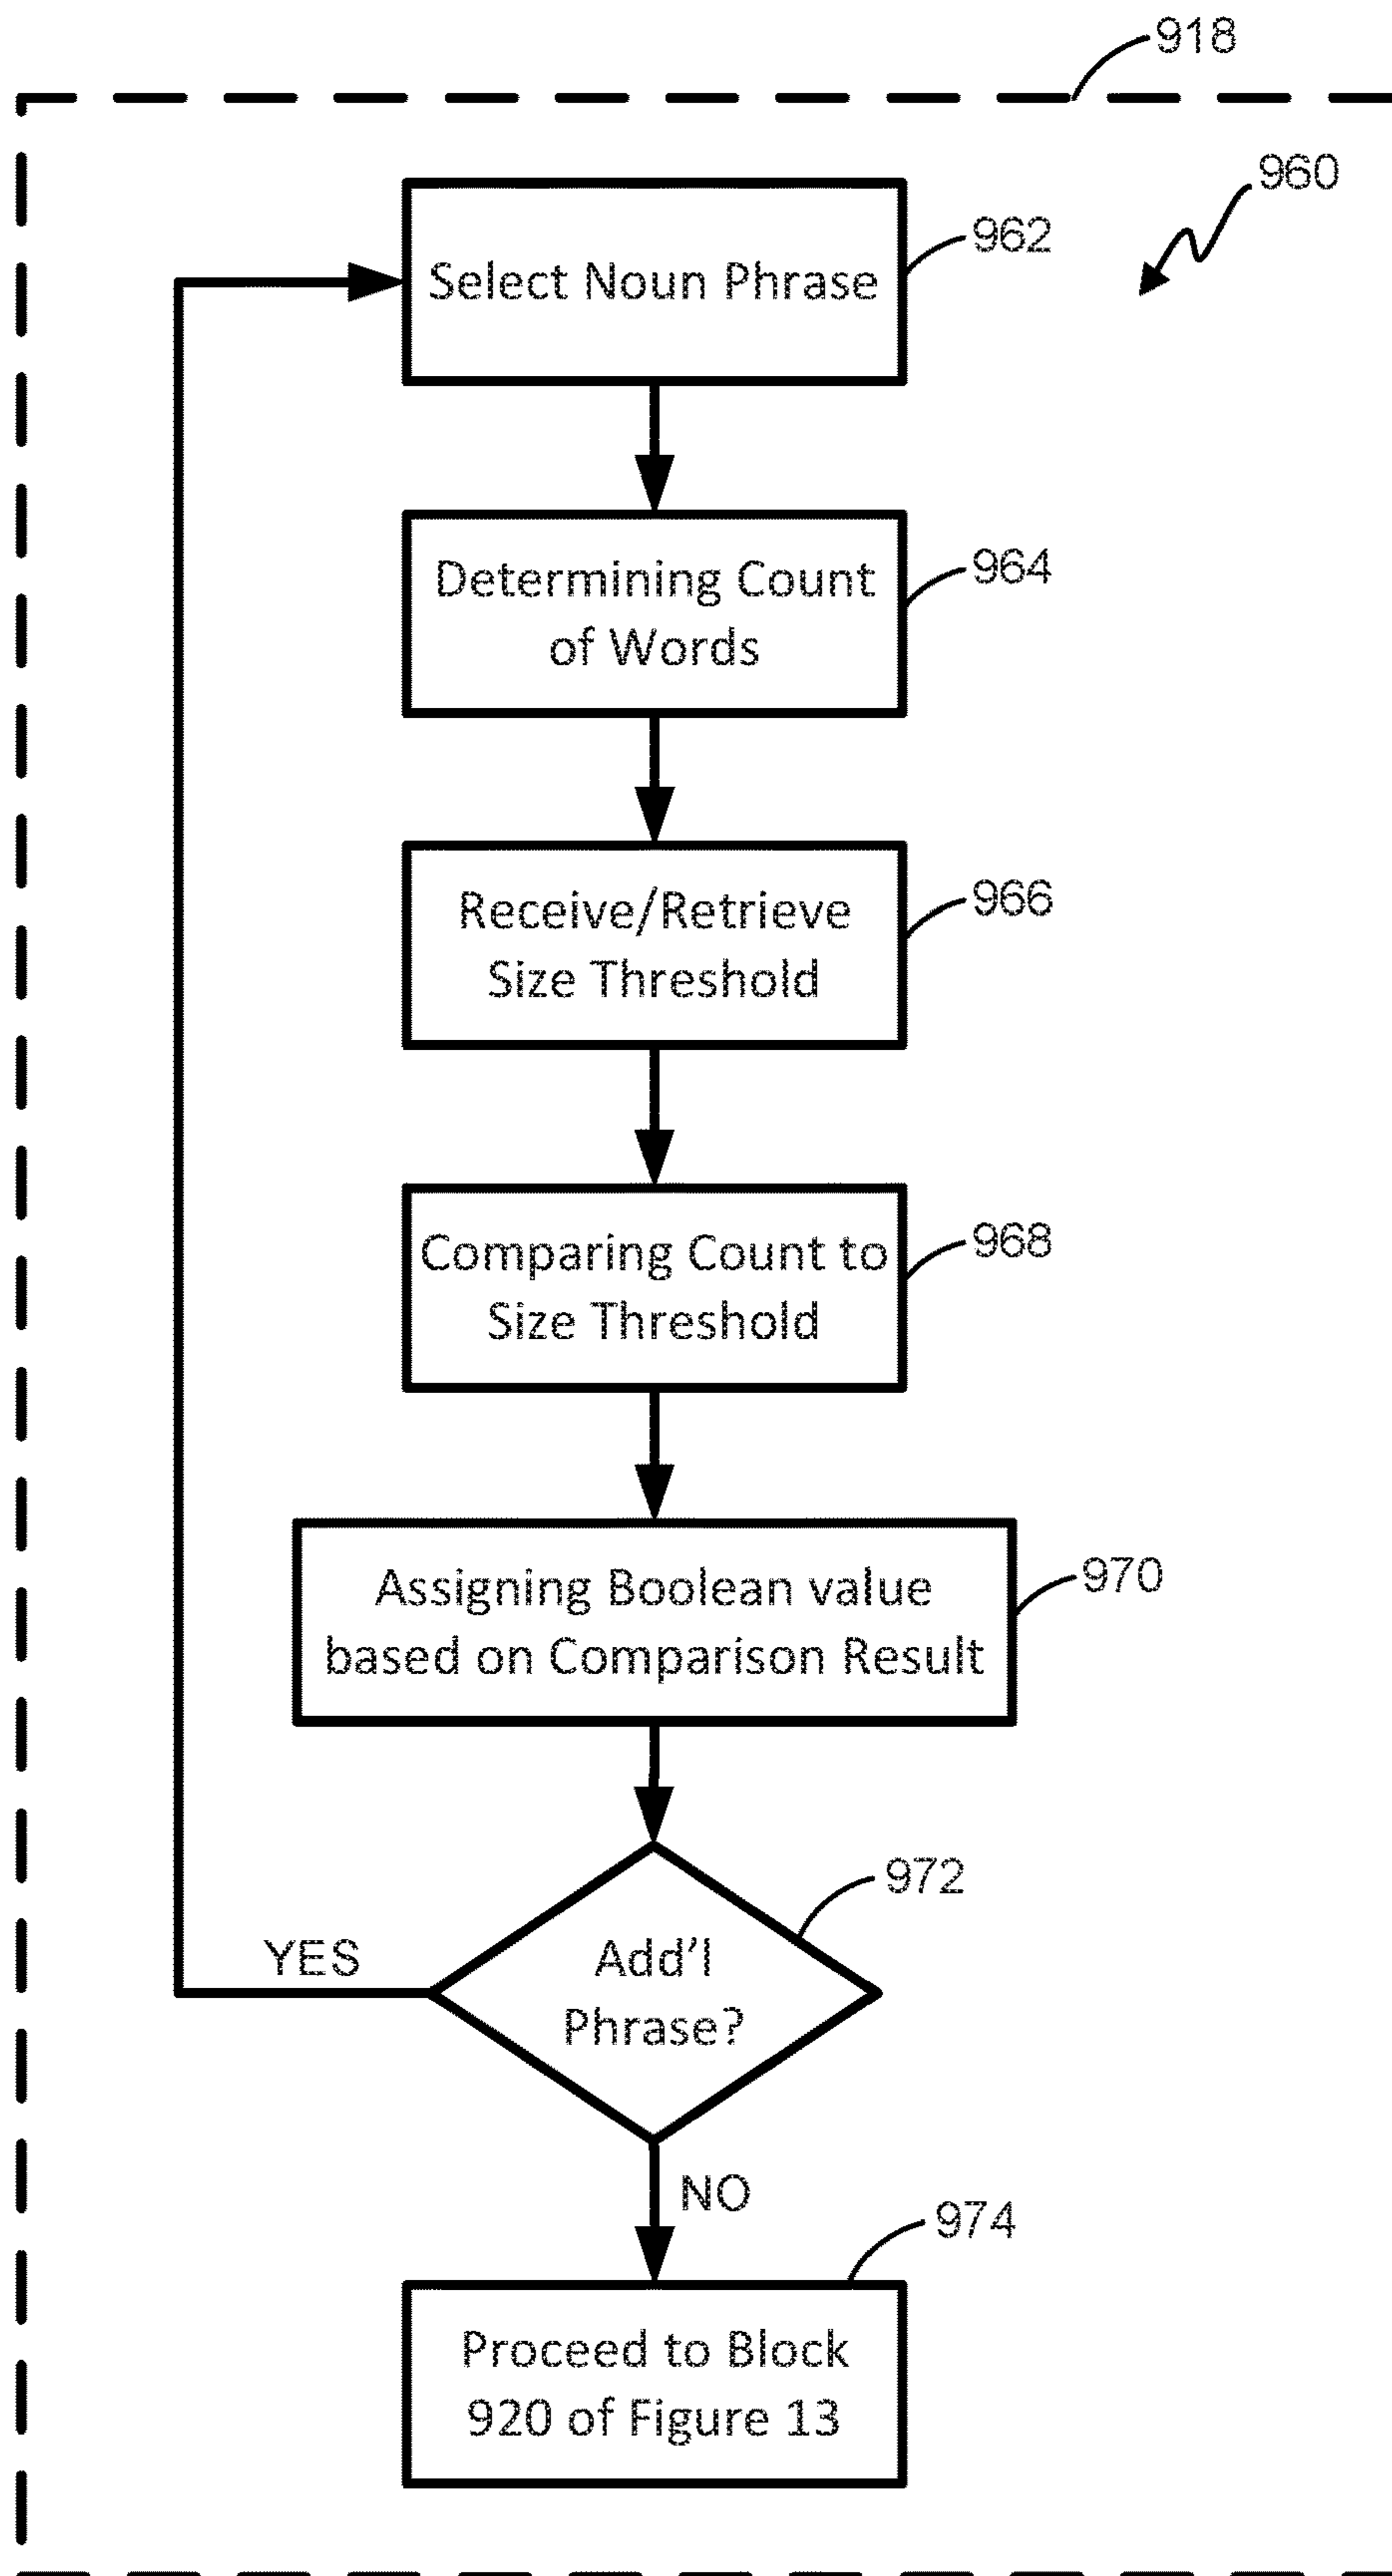 918
960
962
Select Noun Phrase
964
Determining Count
of Words
966
Receive/Retrieve
Size Threshold
968
Comparing Count to
Size Threshold
970
Assigning Boolean value
based on Comparison Result
972
YES
Add'l
Phrase?
NO
974
Proceed to Block
920 of Figure 13